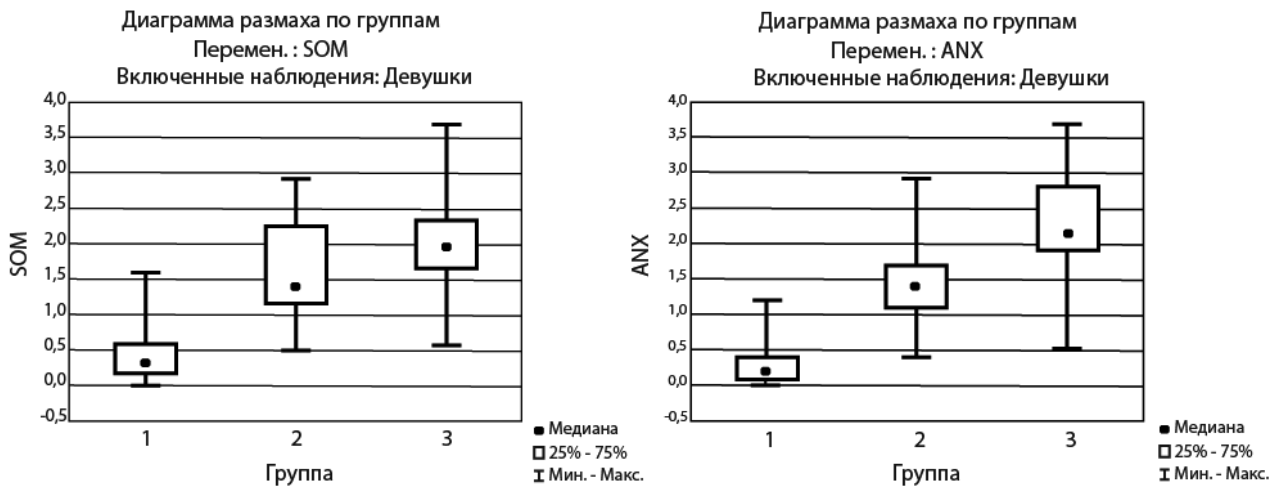 Диаграмма размаха по группам
Перемен. : SOM
Включенные наблюдения: Девушки
4,0
3,5
3,0
2,5
2,0
1,5
1,0
0,5
0,0
-0,5
SOM
1 2 3
Группа
Медиана
25% - 75%
Мин. - Макс.
Диаграмма размаха по группам
Перемен. : ANX
Включенные наблюдения: Девушки
4,0
3,5
3,0
2,5
2,0
1,5
1,0
0,5
0,0
-0,5
ANX
1 2 3
Группа
Медиана
25% - 75%
Мин. - Макс.